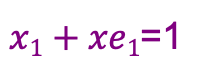 x₁ + xe₁=1